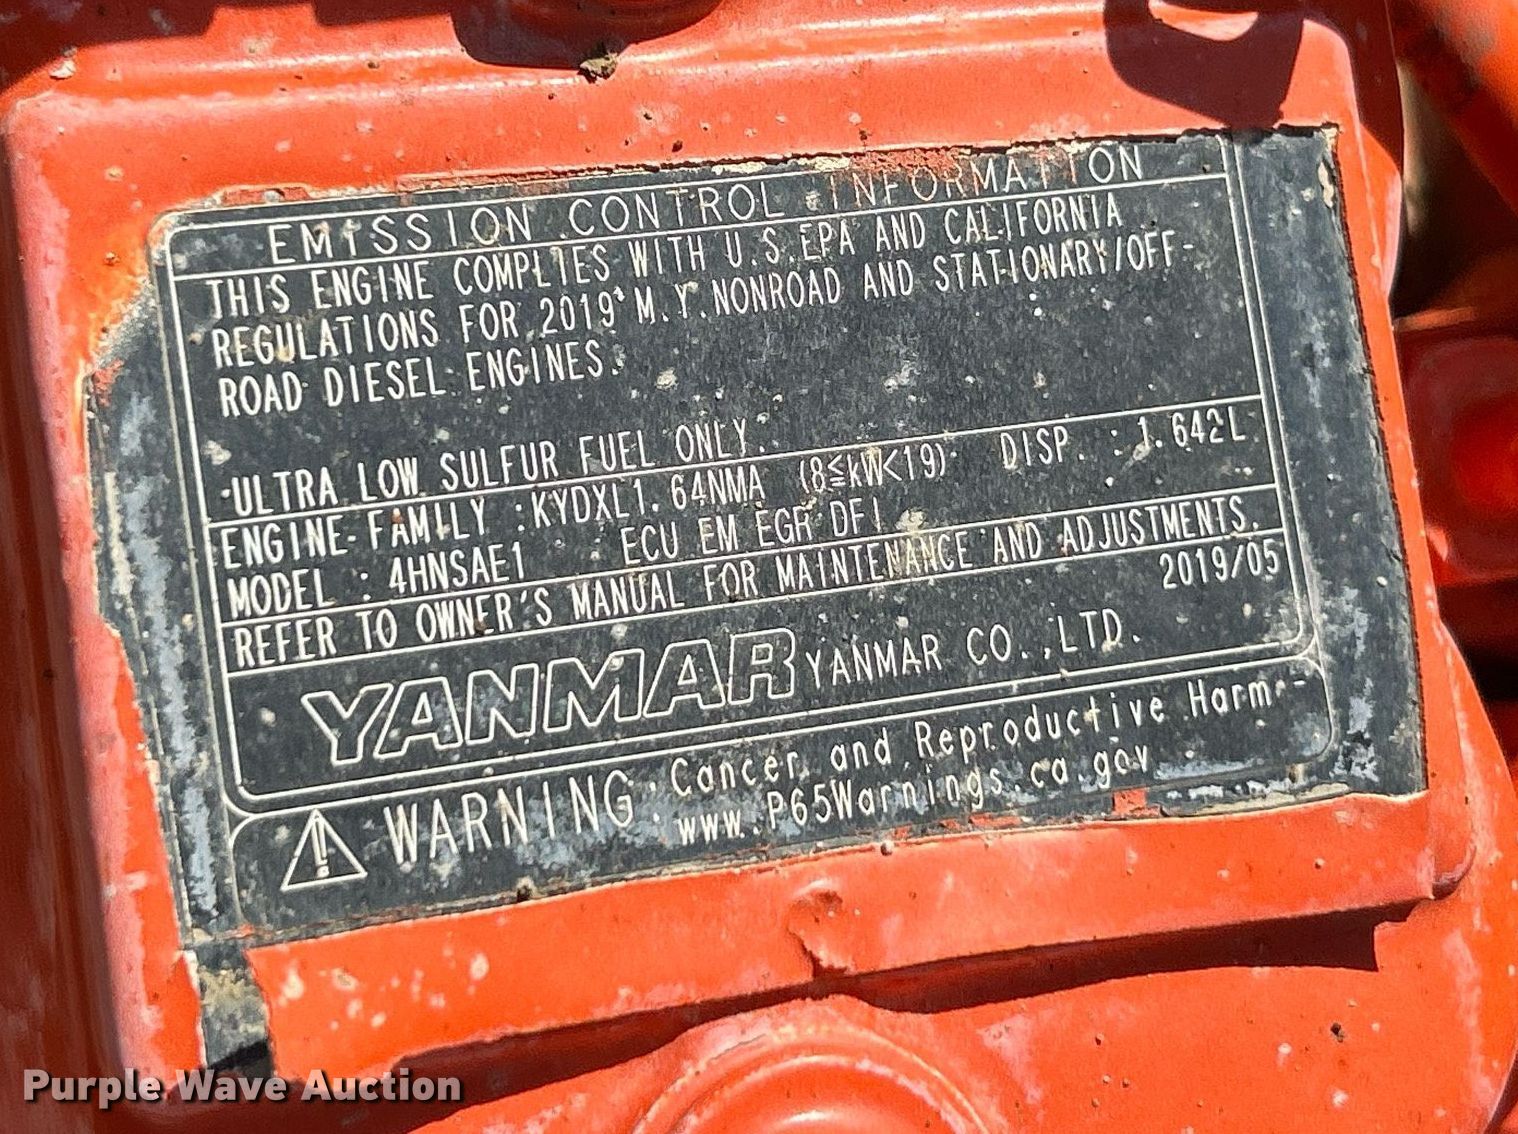 EMISSION CONTROL INFORMATION
THIS ENGINE COMPLIES WITH U.S.EPA AND CALIFORNIA
REGULATIONS FOR 2019 M.Y.NONROAD AND STATIONARY/OFF-
ROAD DIESEL ENGINES.
ULTRA LOW SULFUR FUEL ONLY.
ENGINE FAMILY :KYDXL1.64NMA (8≦kW<19) DISP. :1.642L
MODEL : 4HNSAE1 ECU EM EGR DFI
REFER TO OWNER'S MANUAL FOR MAINTENANCE AND ADJUSTMENTS.
2019/05
YANMAR YANMAR CO.,LTD.
WARNING Cancer and Reproductive Harm-
www.P65Warnings.ca.gov
Purple Wave Auction